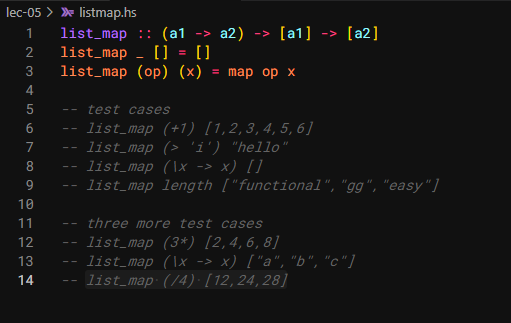 lec-05 > listmap.hs
1 list_map :: (a1 -> a2) -> [a1] -> [a2]
2 list_map _ [] = []
3 list_map (op) (x) = map op x
4
5 -- test cases
6 -- list_map (+1) [1,2,3,4,5,6]
7 -- list_map (> 'i') "hello"
8 -- list_map (\x -> x) []
9 -- list_map length ["functional","gg","easy"]
10
11 -- three more test cases
12 -- list_map (3*) [2,4,6,8]
13 -- list_map (\x -> x) ["a","b","c"]
14 -- list_map (/4) [12,24,28]